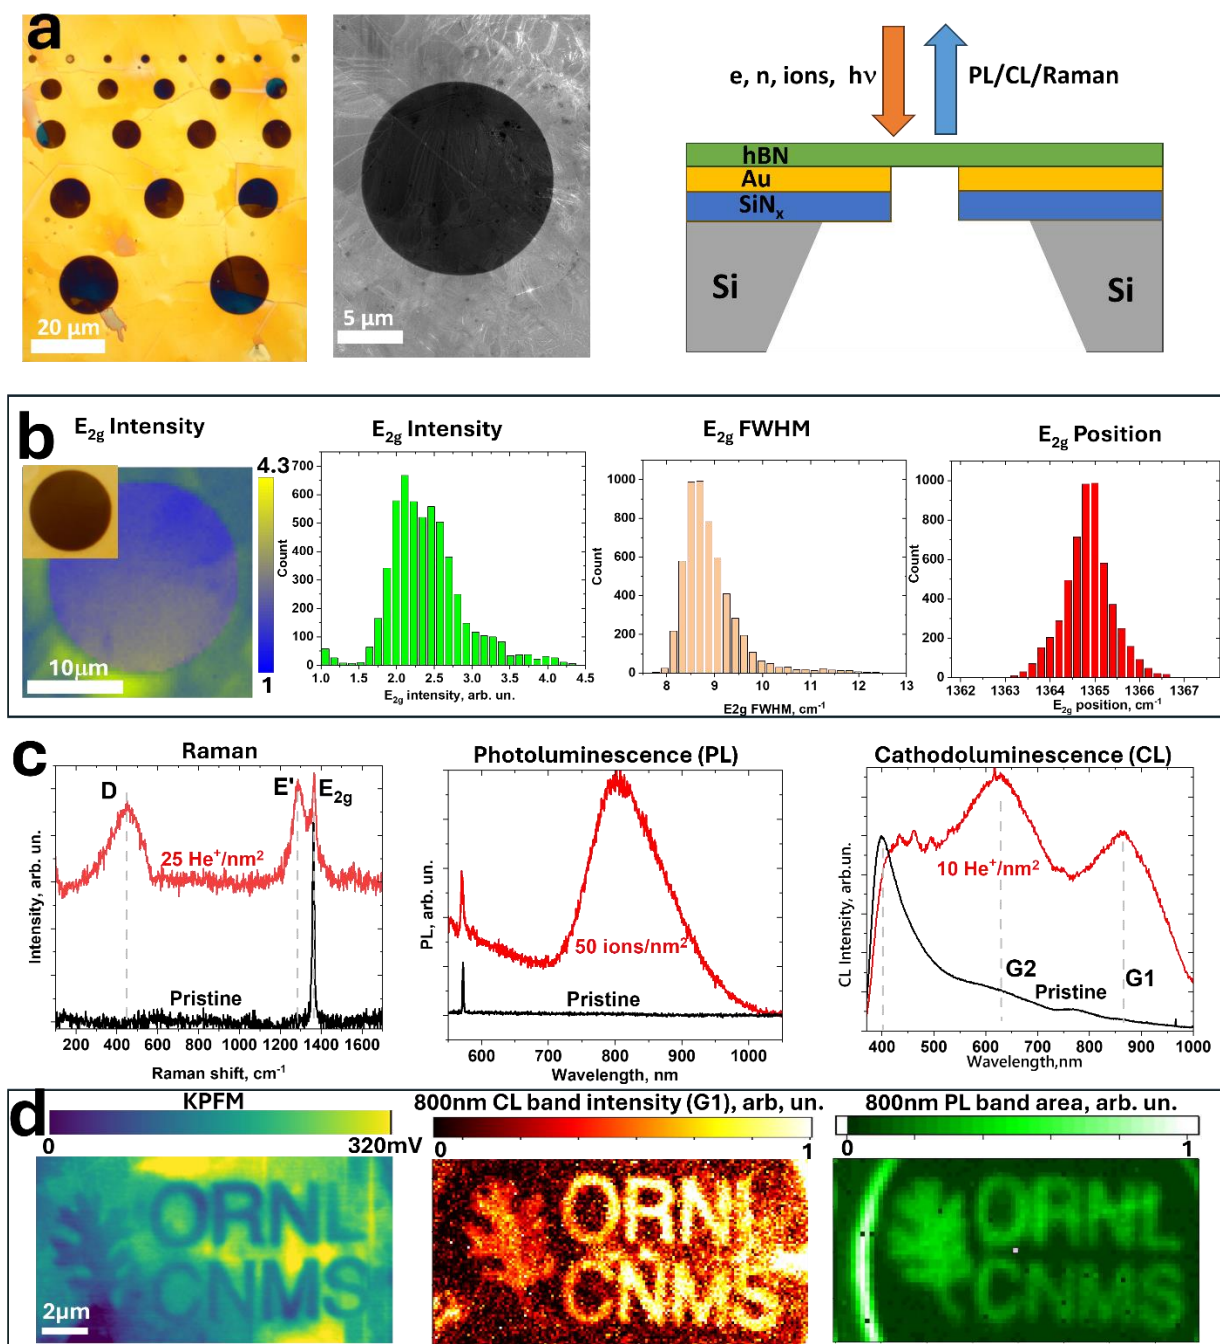 a
20 µm
5 µm
e, n, ions, hν
PL/CL/Raman
hBN
Au
SiNx
Si
Si
b
E2g Intensity
4.3
1
10µm
E2g Intensity
700
600
500
400
300
200
100
0
Count
1.0 1.5 2.0 2.5 3.0 3.5 4.0 4.5
E2g intensity, arb. un.
E2g FWHM
1000
800
600
400
200
0
Count
8 9 10 11 12 13
E2g FWHM, cm-1
E2g Position
1000
800
600
400
200
0
Count
1362 1363 1364 1365 1366 1367
E2g position, cm-1
c
Raman
D
E'
E2g
25 He+/nm2
Pristine
Intensity, arb. un.
200 400 600 800 1000 1200 1400 1600
Raman shift, cm-1
Photoluminescence (PL)
PL, arb. un.
50 ions/nm2
Pristine
600 700 800 900 1000
Wavelength, nm
Cathodoluminescence (CL)
CL Intensity, arb.un.
10 He+/nm2
G2
G1
Pristine
400 500 600 700 800 900 1000
Wavelength,nm
d
KPFM
0 320mV
ORNL
CNMS
2µm
800nm CL band intensity (G1), arb, un.
0 1
ORNL
CNMS
800nm PL band area, arb. un.
0 1
ORNL
CNMS